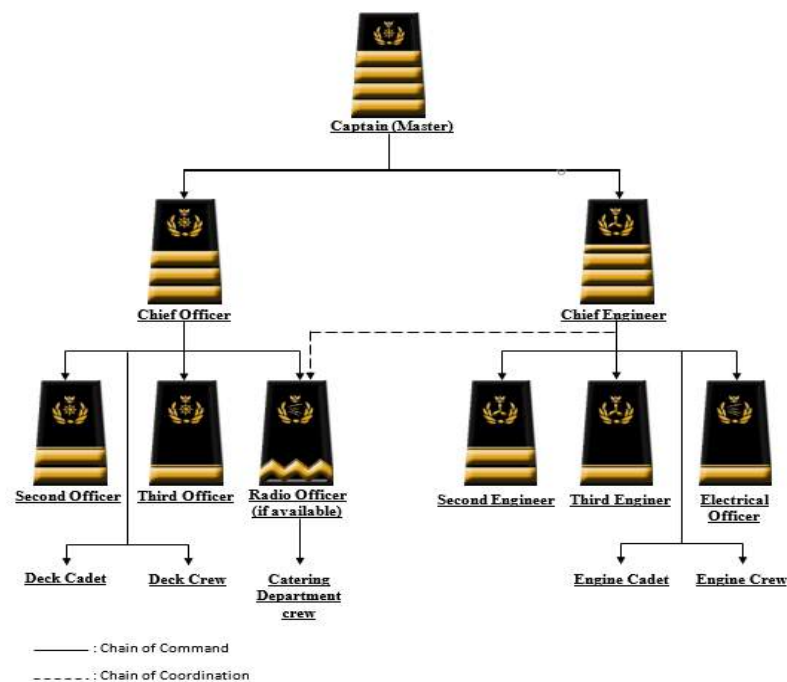 Captain (Master)
Chief Officer
Chief Engineer
Second Officer
Third Officer
Radio Officer
(if available)
Second Engineer
Third Enginer
Electrical
Officer
Deck Cadet
Deck Crew
Catering
Department
crew
Engine Cadet
Engine Crew
: Chain of Command
: Chain of Coordination